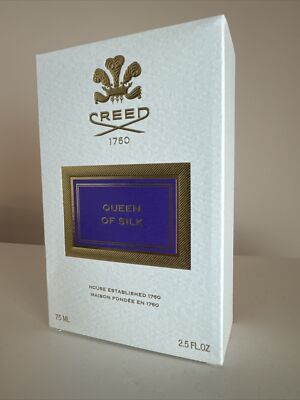 CREED
1760
QUEEN
OF SILK
HOUSE ESTABLISHED 1760
MAISON FONDÉE EN 1760
75 ML
2.5 FL.OZ